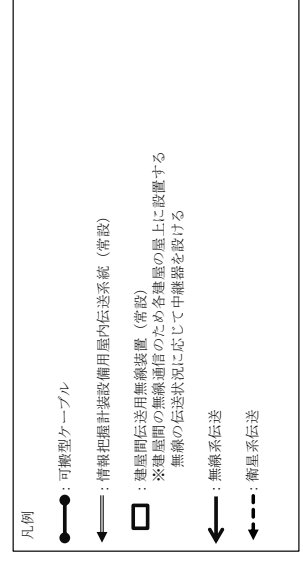 凡例
：可搬型ケーブル
：情報把握計装設備用屋内伝送系統（常設）
：建屋間伝送用無線装置（常設）
※建屋間の無線通信のため各建屋の屋上に設置する
無線の伝送状況に応じて中継器を設ける
：無線系伝送
：衛星系伝送